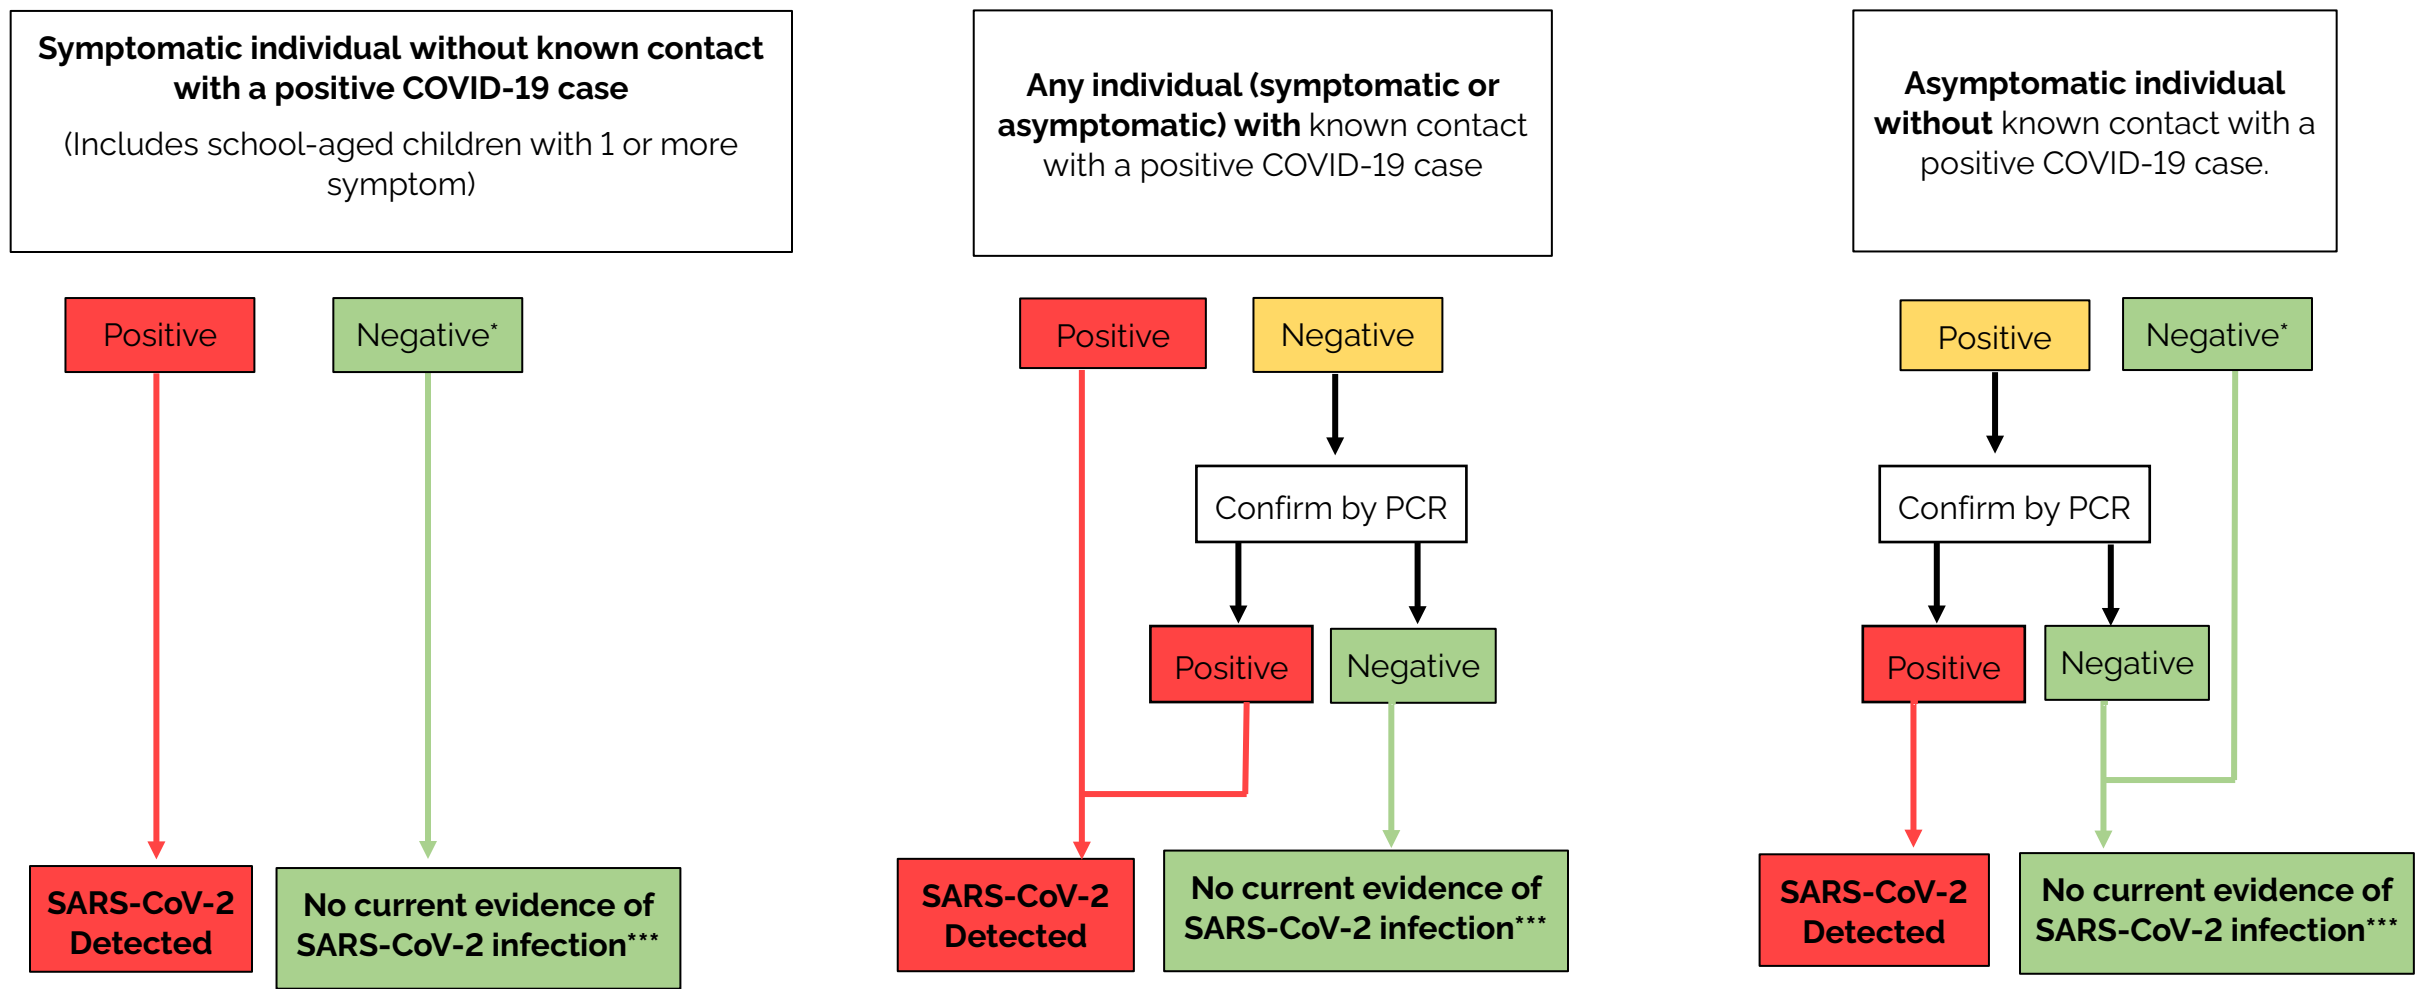 Symptomatic individual without known contact
with a positive COVID-19 case
(Includes school-aged children with 1 or more
symptom)
Positive
Negative*
SARS-CoV-2
Detected
No current evidence of
SARS-CoV-2 infection***
Any individual (symptomatic or
asymptomatic) with known contact
with a positive COVID-19 case
Positive
Negative
Confirm by PCR
Positive
Negative
SARS-CoV-2
Detected
No current evidence of
SARS-CoV-2 infection***
Asymptomatic individual
without known contact with a
positive COVID-19 case.
Positive
Negative*
Confirm by PCR
Positive
Negative
SARS-CoV-2
Detected
No current evidence of
SARS-CoV-2 infection***